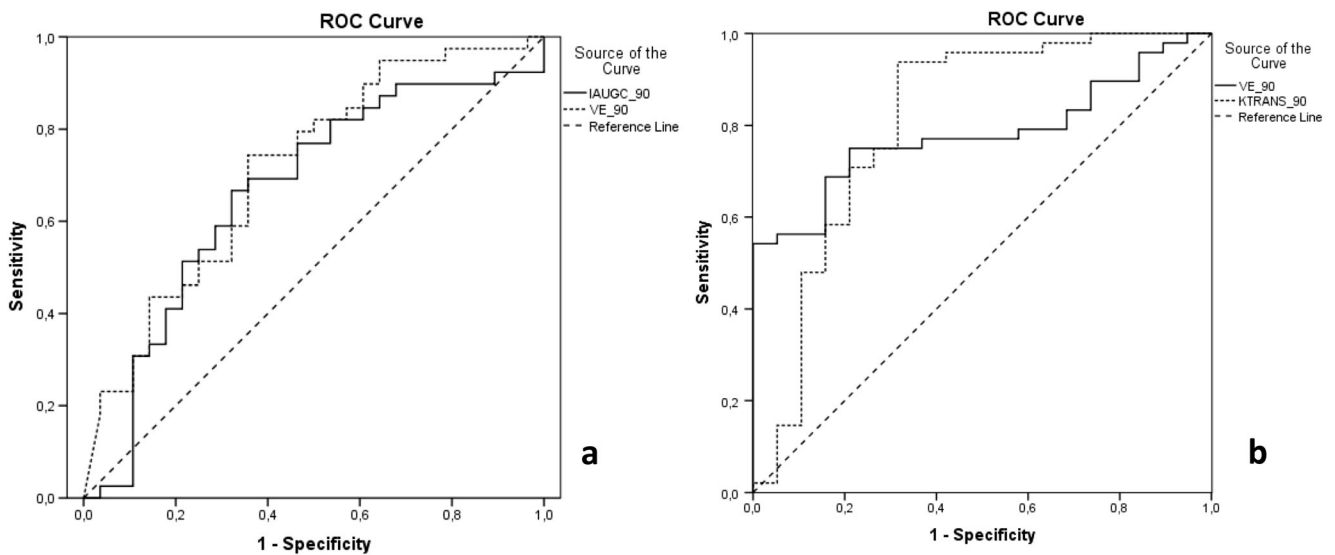 ROC Curve
1,0
0,8
0,6
0,4
0,2
0,0
Sensitivity
0,0
0,2
0,4
0,6
0,8
1,0
1 - Specificity
Source of the
Curve
IAUGC_90
VE_90
Reference Line
a
ROC Curve
1,0
0,8
0,6
0,4
0,2
0,0
Sensitivity
0,0
0,2
0,4
0,6
0,8
1,0
1 - Specificity
Source of the
Curve
VE_90
KTRANS_90
Reference Line
b